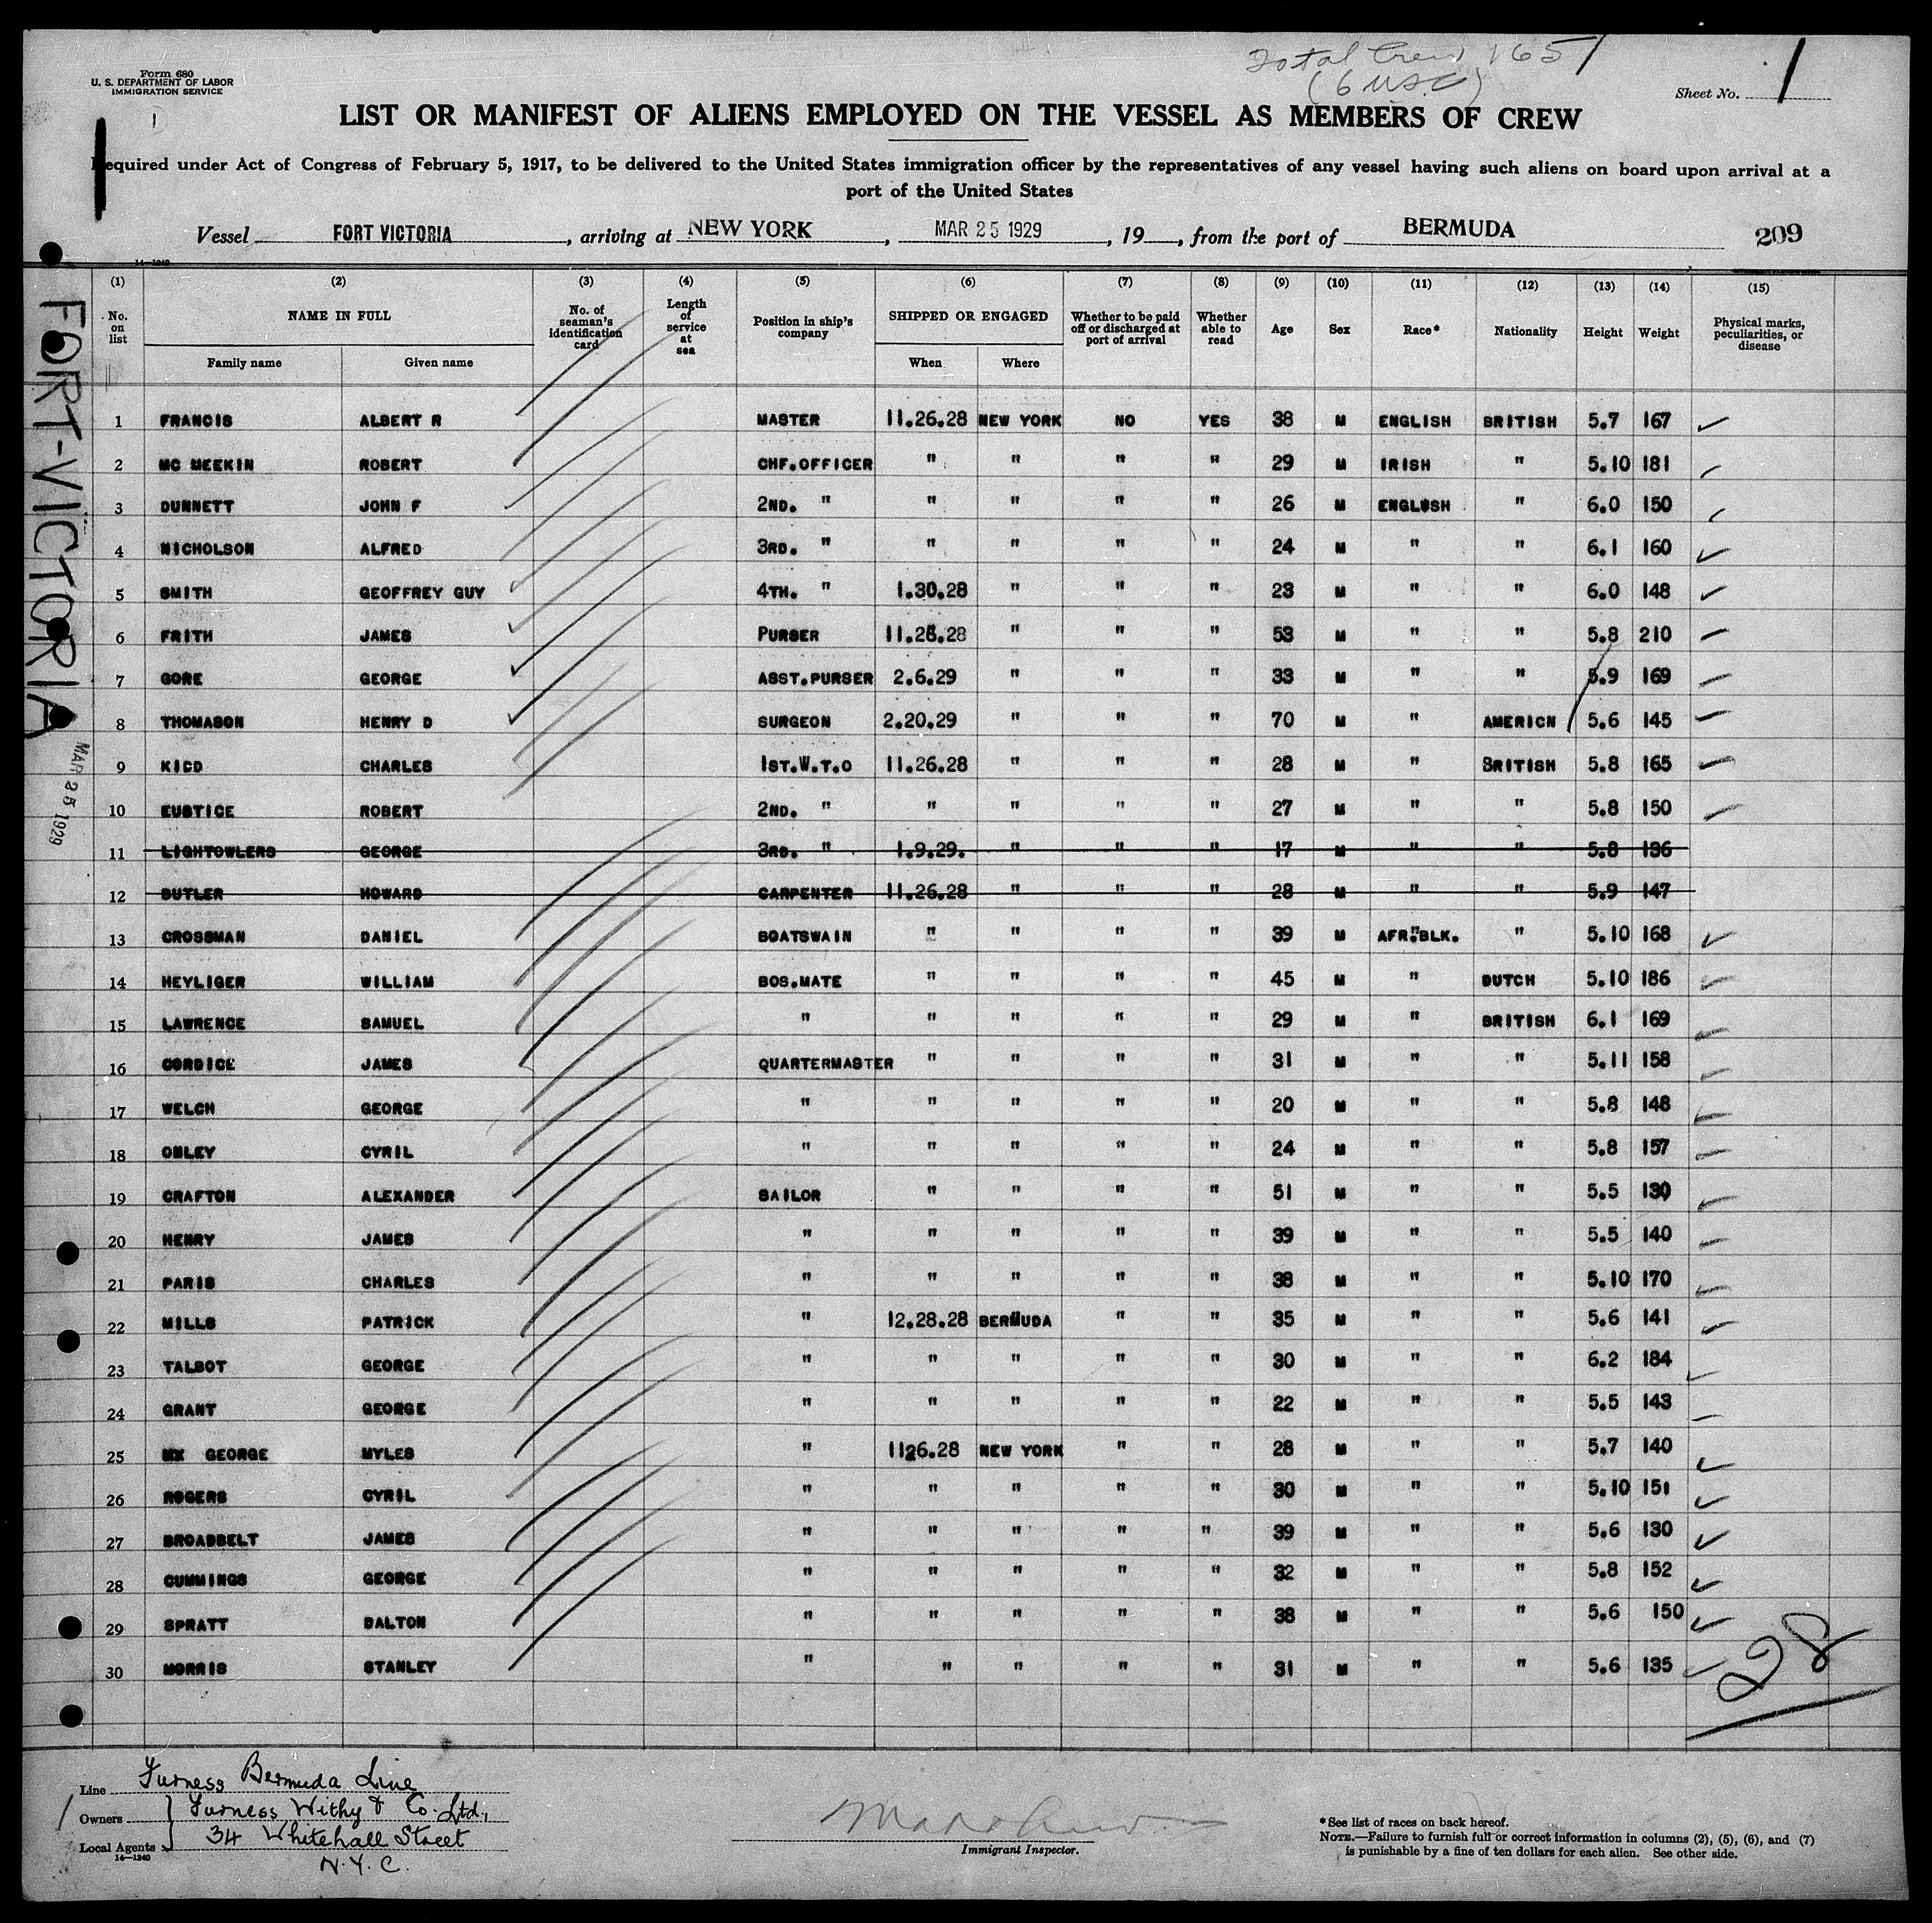 Total Crew 165
(6 U.S.C)
Form 680
U. S. DEPARTMENT OF LABOR
IMMIGRATION SERVICE
Sheet No. 1
1
LIST OR MANIFEST OF ALIENS EMPLOYED ON THE VESSEL AS MEMBERS OF CREW
Required under Act of Congress of February 5, 1917, to be delivered to the United States immigration officer by the representatives of any vessel having such aliens on board upon arrival at a
port of the United States
Vessel FORT VICTORIA, arriving at NEW YORK, MAR 25 1929, 19, from the port of BERMUDA 209
14—1240
FORT-VICTORIA
MAR 25 1929
(1) (2) (3) (4) (5) (6) (7) (8) (9) (10) (11) (12) (13) (14) (15)
No. on list NAME IN FULL No. of seaman's identification card Length of service at sea Position in ship's company SHIPPED OR ENGAGED Whether to be paid off or discharged at port of arrival Whether able to read Age Sex Race* Nationality Height Weight Physical marks, peculiarities, or disease
Family name Given name When Where
1 FRANCIS ALBERT R MASTER 11.26.28 NEW YORK NO YES 38 M ENGLISH BRITISH 5.7 167
2 MC MEEKIN ROBERT CHF.OFFICER " " " " 29 M IRISH " 5.10 181
3 DUNNETT JOHN F 2ND. " " " " " 26 M ENGLISH " 6.0 150
4 NICHOLSON ALFRED 3RD. " " " " " 24 M " " 6.1 160
5 SMITH GEOFFREY GUY 4TH. " 1.30.28 " " " 23 M " " 6.0 148
6 FRITH JAMES PURSER 11.26.28 " " " 53 M " " 5.8 210
7 GORE GEORGE ASST.PURSER 2.6.29 " " " 33 M " " 5.9 169
8 THOMASON HENRY D SURGEON 2.20.29 " " " 70 M " AMERICN 5.6 145
9 KIDD CHARLES 1ST.W.T.O 11.26.28 " " " 28 M " BRITISH 5.8 165
10 EUSTICE ROBERT 2ND. " " " " " 27 M " " 5.8 150
11 LIGHTOWLERS GEORGE 3RD. " 1.9.29. " " " 17 M " " 5.8 136
12 BUTLER HOWARD CARPENTER 11.26.28 " " " 28 M " " 5.9 147
13 CROSSMAN DANIEL BOATSWAIN " " " " 39 M AFR.BLK. " 5.10 168
14 HEYLIGER WILLIAM BOS.MATE " " " " 45 M " DUTCH 5.10 186
15 LAWRENCE SAMUEL " " " " " 29 M " BRITISH 6.1 169
16 CORDICE JAMES QUARTERMASTER " " " " 31 M " " 5.11 158
17 WELCH GEORGE " " " " " 20 M " " 5.8 148
18 ONLEY CYRIL " " " " " 24 M " " 5.8 157
19 CRAFTON ALEXANDER SAILOR " " " " 51 M " " 5.5 130
20 HENRY JAMES " " " " " 39 M " " 5.5 140
21 PARIS CHARLES " " " " " 38 M " " 5.10 170
22 MILLS PATRICK " 12.28.28 BERMUDA " " 35 M " " 5.6 141
23 TALBOT GEORGE " " " " " 30 M " " 6.2 184
24 GRANT GEORGE " " " " " 22 M " " 5.5 143
25 MX GEORGE MYLES " 1126.28 NEW YORK " " 28 M " " 5.7 140
26 ROGERS CYRIL " " " " " 30 M " " 5.10 151
27 BROADBELT JAMES " " " " " 39 M " " 5.6 130
28 CUMMINGS GEORGE " " " " " 32 M " " 5.8 152
29 SPRATT DALTON " " " " " 38 M " " 5.6 150
30 MORRIS STANLEY " " " " " 31 M " " 5.6 135
28
Line Furness Bermuda Line
Owners Furness Withy & Co. Ltd.,
Local Agents 34 Whitehall Street
14—1240
N.Y.C.
Immigrant Inspector.
*See list of races on back hereof.
NOTE.—Failure to furnish full or correct information in columns (2), (5), (6), and (7)
is punishable by a fine of ten dollars for each alien. See other side.